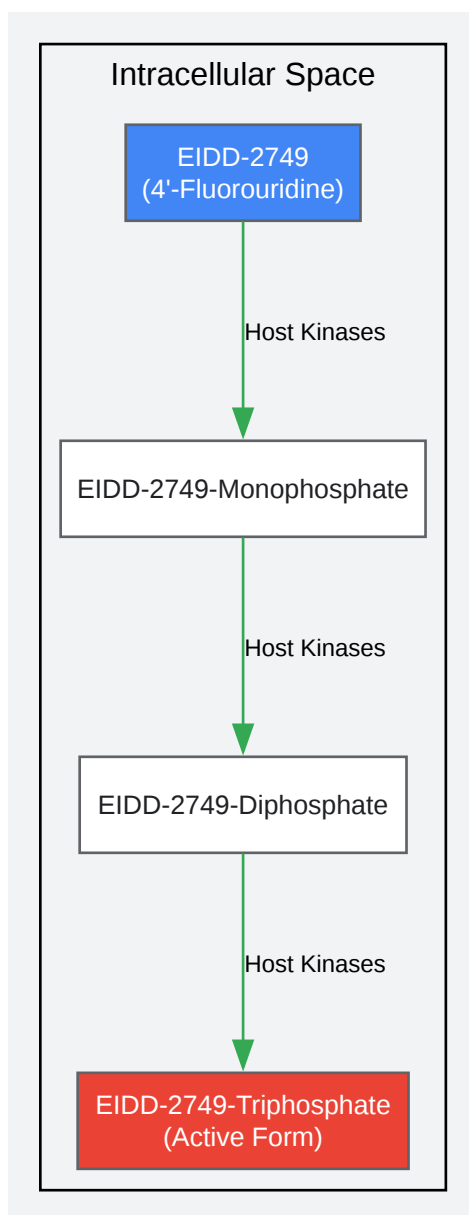 Intracellular Space
EIDD-2749
(4'-Fluorouridine)
Host Kinases
EIDD-2749-Monophosphate
Host Kinases
EIDD-2749-Diphosphate
Host Kinases
EIDD-2749-Triphosphate
(Active Form)